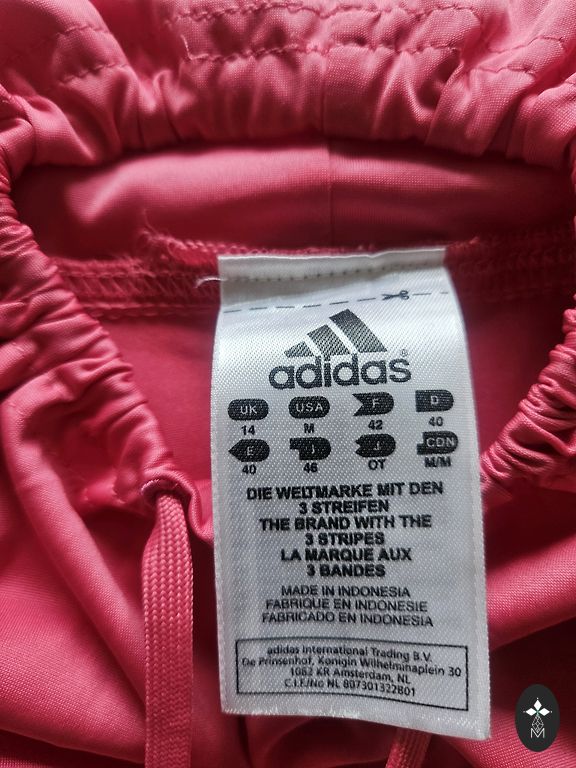 adidas®
UK USA F D
14 M 42 40
E I J CDN
40 46 OT M/M
DIE WELTMARKE MIT DEN
3 STREIFEN
THE BRAND WITH THE
3 STRIPES
LA MARQUE AUX
3 BANDES
MADE IN INDONESIA
FABRIQUE EN INDONESIE
FABRICADO EN INDONESIA
adidas International Trading B.V.
De Prinsenhof, Konigin Wilhelminaplein 30
1062 KR Amsterdam, NL
C.I.F./No NL 807301322B01
M